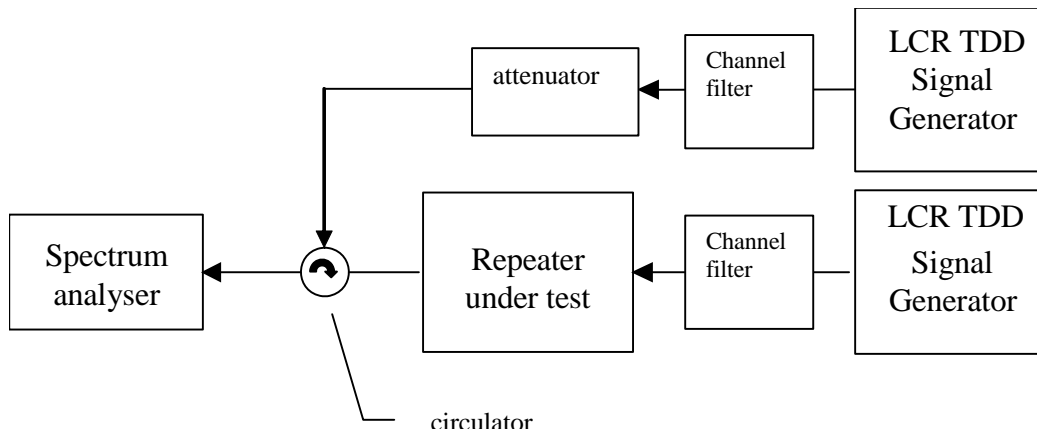 attenuator
Channel
filter
LCR TDD
Signal
Generator
Spectrum
analyser
Repeater
under test
Channel
filter
LCR TDD
Signal
Generator
circulator